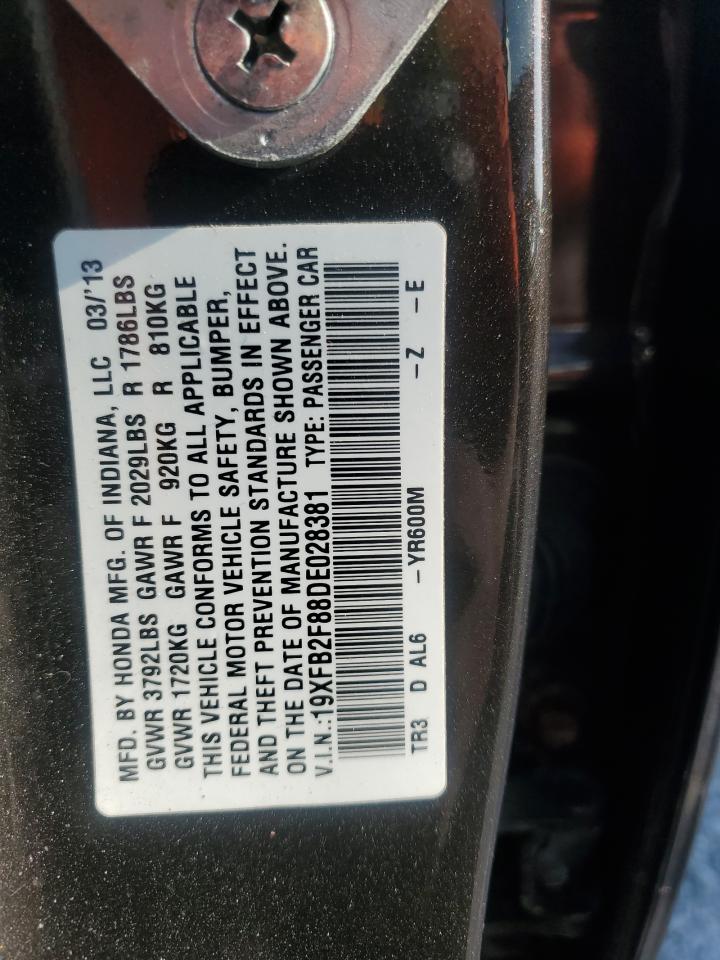 MFD. BY HONDA MFG. OF INDIANA, LLC 03/'13
GVWR 3792LBS GAWR F 2029LBS R 1786LBS
GVWR 1720KG GAWR F 920KG R 810KG
THIS VEHICLE CONFORMS TO ALL APPLICABLE
FEDERAL MOTOR VEHICLE SAFETY, BUMPER,
AND THEFT PREVENTION STANDARDS IN EFFECT
ON THE DATE OF MANUFACTURE SHOWN ABOVE.
V.I.N.:19XFB2F88DE028381 TYPE: PASSENGER CAR
TR3 D AL6 -YR600M -Z -E